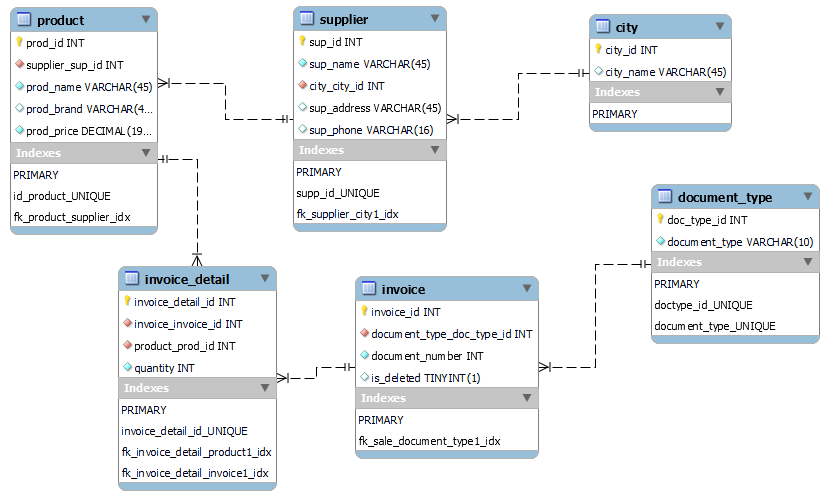 product
prod_id INT
supplier_sup_id INT
prod_name VARCHAR(45)
prod_brand VARCHAR(4...
prod_price DECIMAL(19...
Indexes
PRIMARY
id_product_UNIQUE
fk_product_supplier_idx
supplier
sup_id INT
sup_name VARCHAR(45)
city_city_id INT
sup_address VARCHAR(45)
sup_phone VARCHAR(16)
Indexes
PRIMARY
supp_id_UNIQUE
fk_supplier_city1_idx
city
city_id INT
city_name VARCHAR(45)
Indexes
PRIMARY
document_type
doc_type_id INT
document_type VARCHAR(10)
Indexes
PRIMARY
doctype_id_UNIQUE
document_type_UNIQUE
invoice_detail
invoice_detail_id INT
invoice_invoice_id INT
product_prod_id INT
quantity INT
Indexes
PRIMARY
invoice_detail_id_UNIQUE
fk_invoice_detail_product1_idx
fk_invoice_detail_invoice1_idx
invoice
invoice_id INT
document_type_doc_type_id INT
document_number INT
is_deleted TINYINT(1)
Indexes
PRIMARY
fk_sale_document_type1_idx